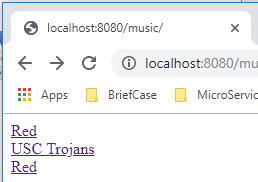 localhost:8080/music/
localhost:8080/mu
Apps BriefCase MicroServic
Red
USC Trojans
Red